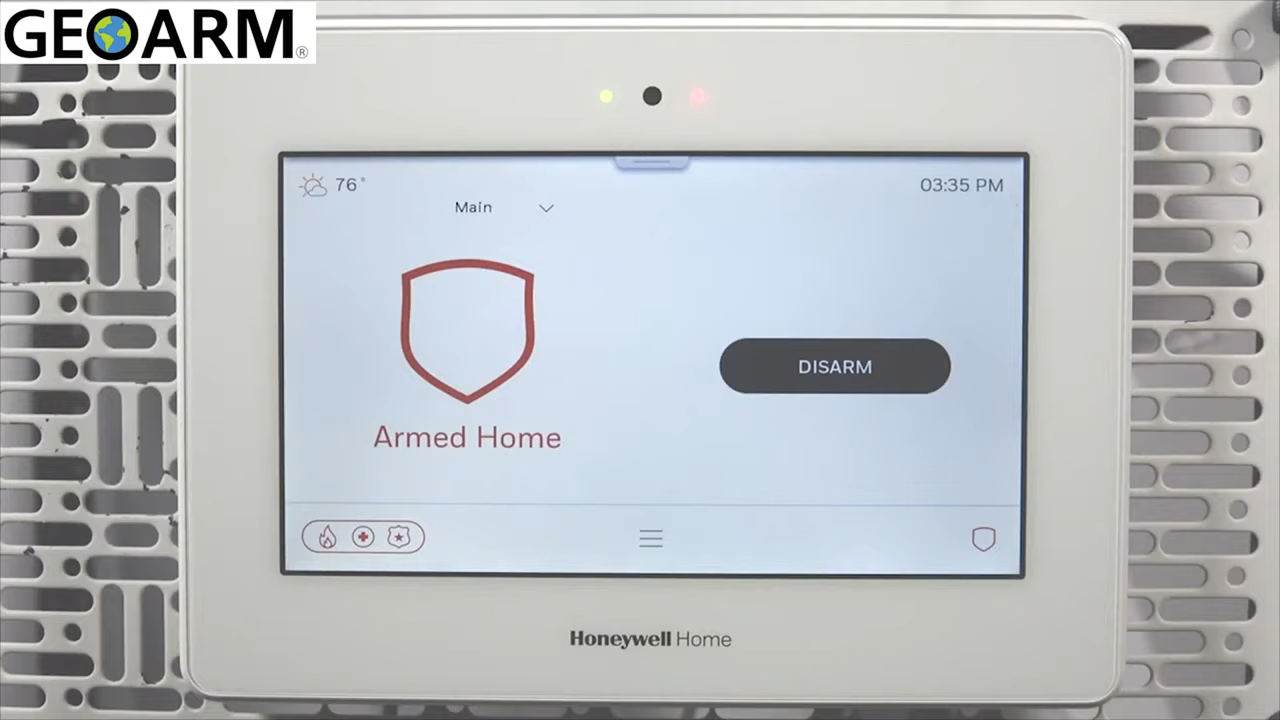 GEOARM®
76°
03:35 PM
Main
DISARM
Armed Home
Honeywell Home